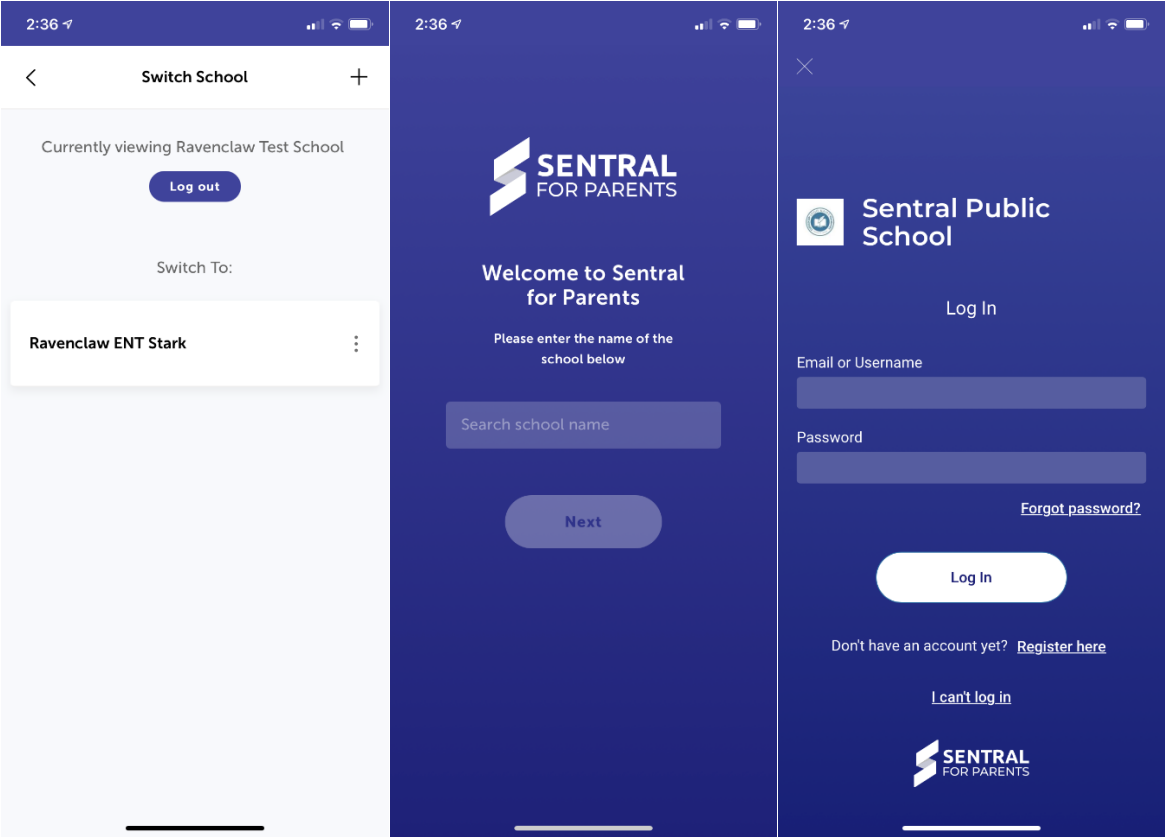 2:36
Switch School
Currently viewing Ravenclaw Test School
Log out
Switch To:
Ravenclaw ENT Stark
2:36
SENTRAL
FOR PARENTS
Welcome to Sentral
for Parents
Please enter the name of the
school below
Search school name
Next
2:36
Sentral Public
School
Log In
Email or Username
Password
Forgot password?
Log In
Don't have an account yet? Register here
I can't log in
SENTRAL
FOR PARENTS